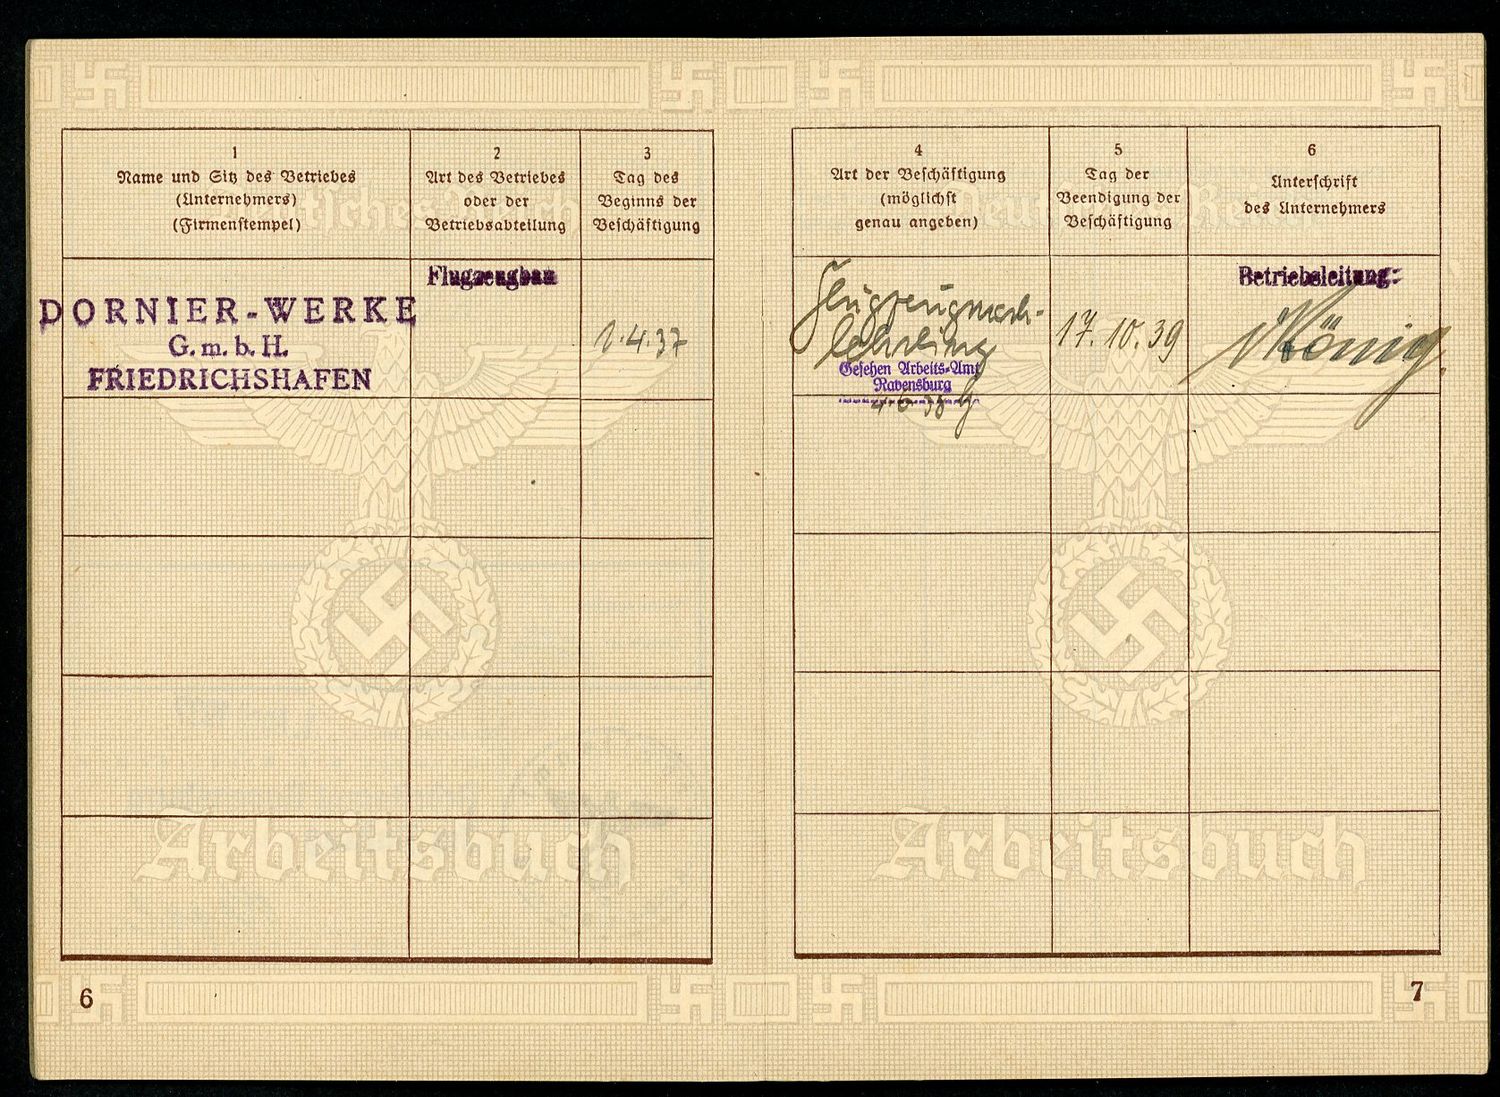 1
Name und Sitz des Betriebes
(Unternehmers)
(Firmenstempel)
2
Art des Betriebes
oder der
Betriebsabteilung
3
Tag des
Beginns der
Beschäftigung
DORNIER-WERKE
G. m. b. H.
FRIEDRICHSHAFEN
Flugzeugbau
1.4.37
Arbeitsbuch
6
4
Art der Beschäftigung
(möglichst
genau angeben)
5
Tag der
Beendigung der
Beschäftigung
6
Unterschrift
des Unternehmers
Flugzeugmech-
lehrling
Gesehen Arbeits-Amt
Ravensburg
17.10.39
Betriebsleitung:
König
Deutsches Reich
Arbeitsbuch
7